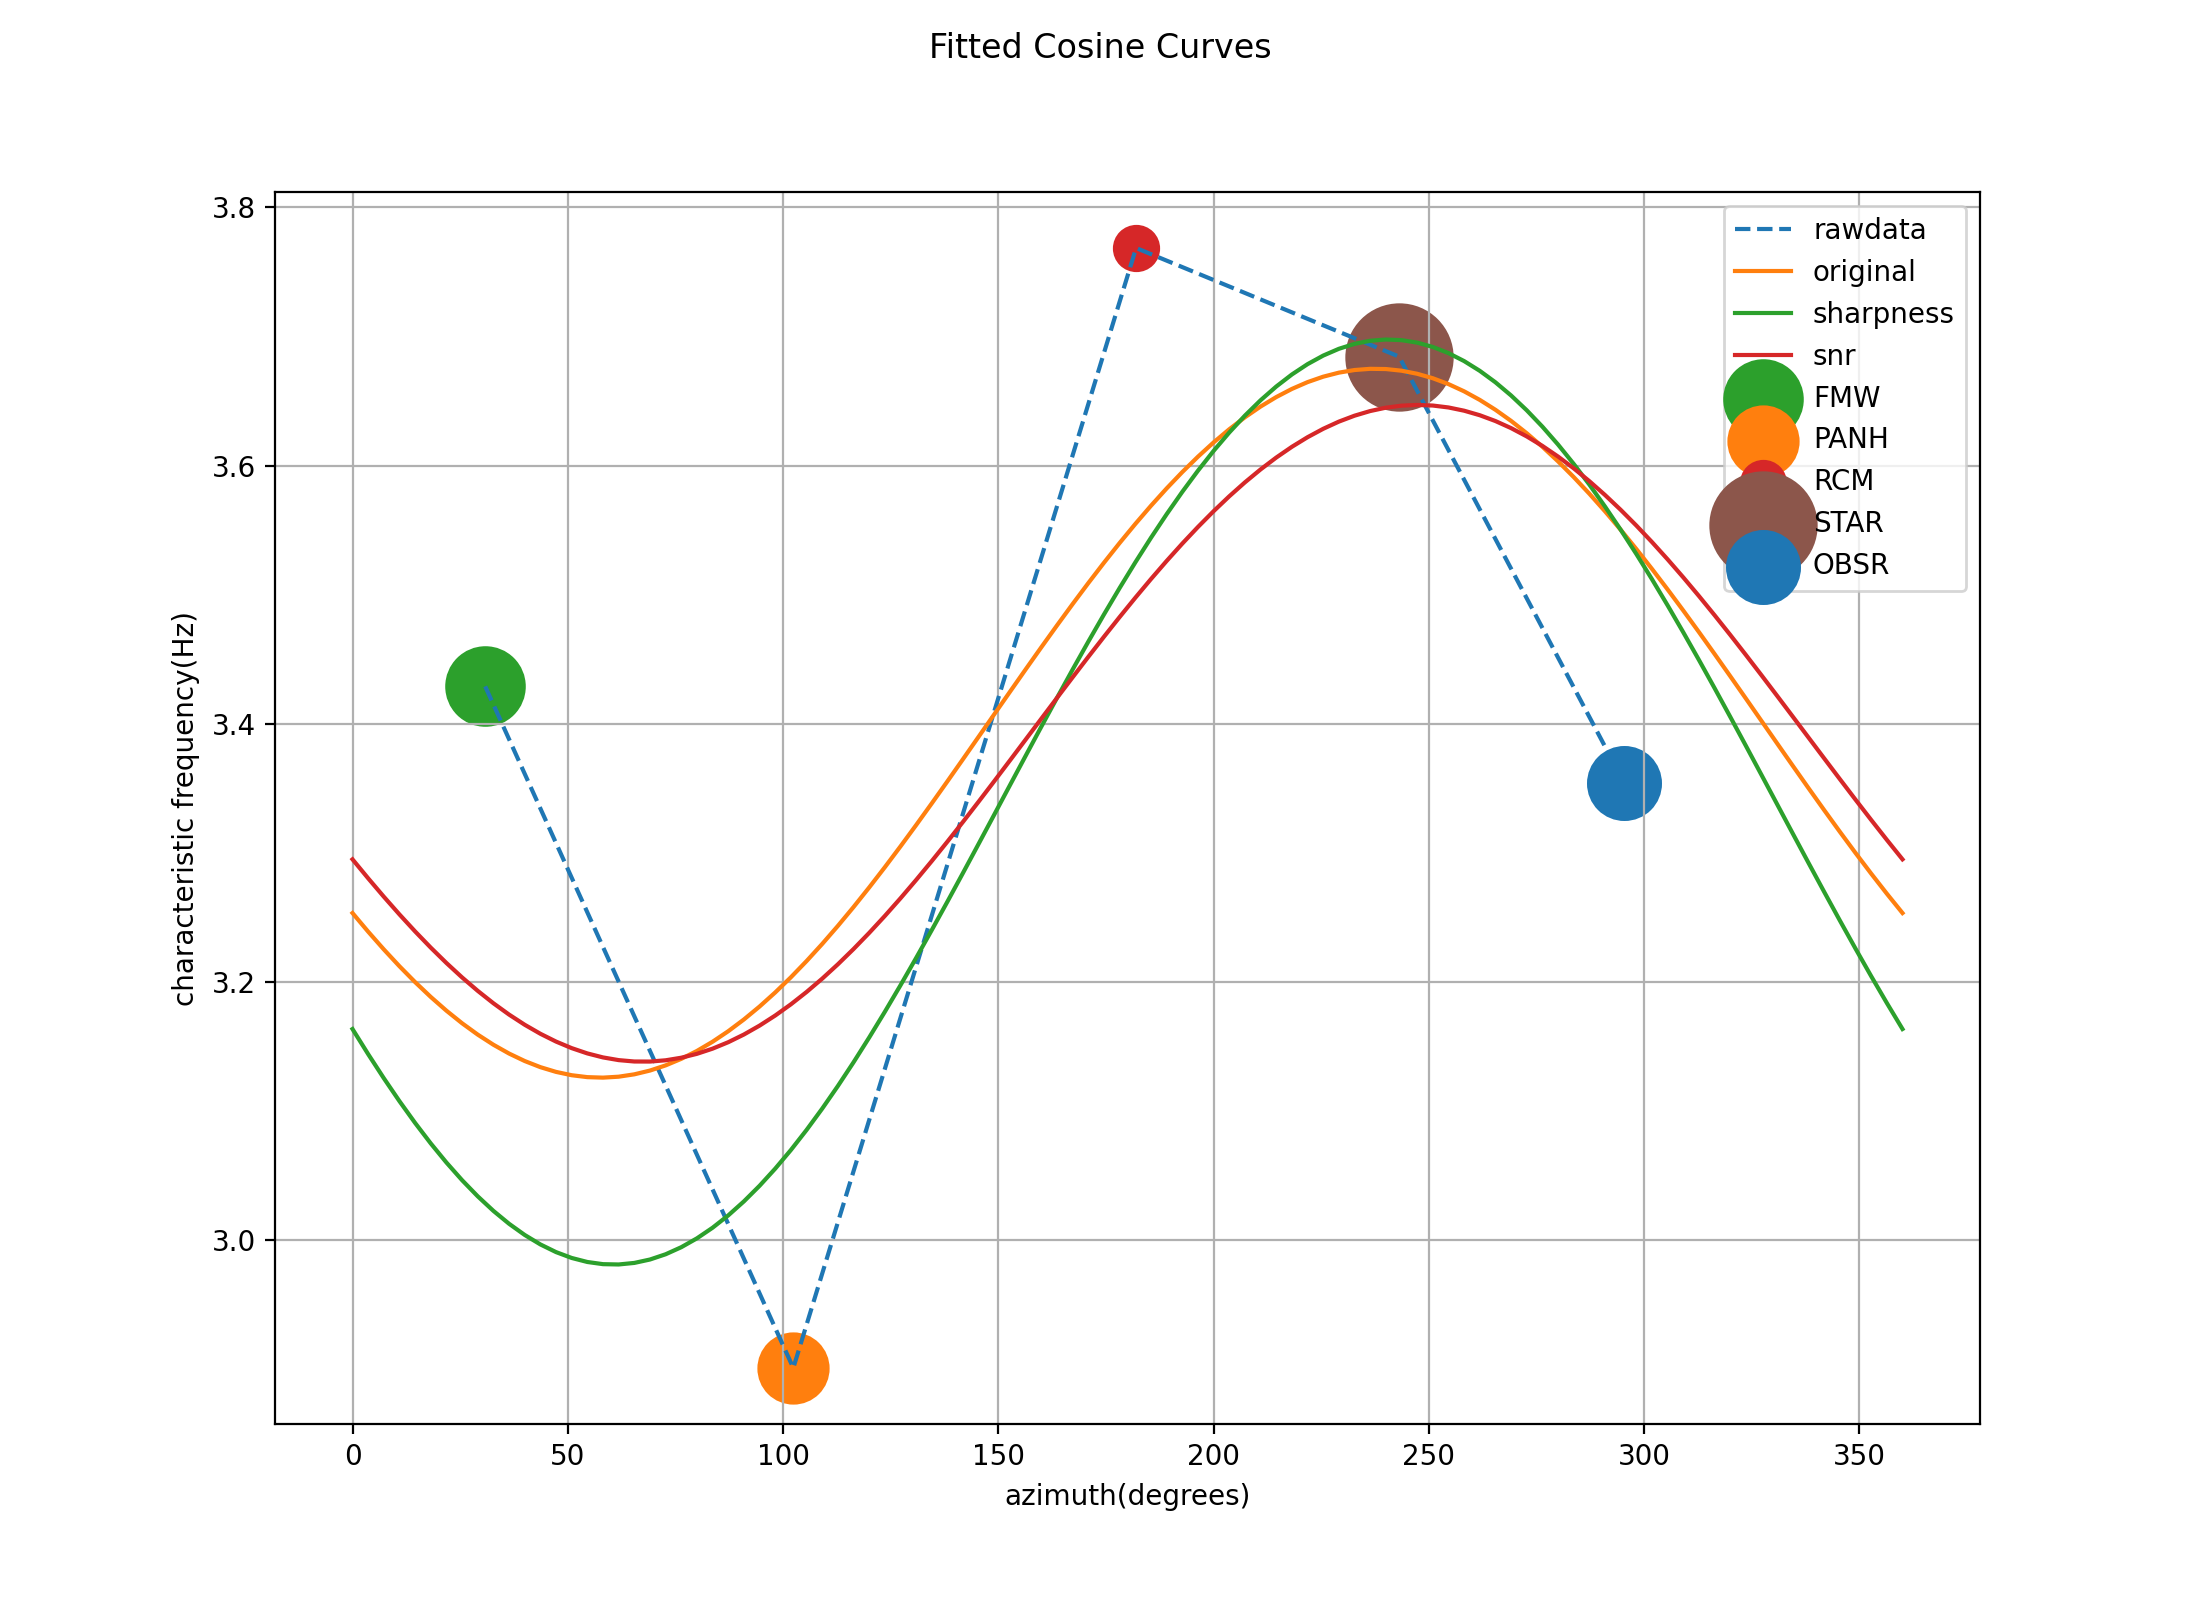 Fitted Cosine Curves
3.8
3.6
3.4
3.2
3.0
characteristic frequency(Hz)
rawdata
original
sharpness
snr
FMW
PANH
RCM
STAR
OBSR
0 50 100 150 200 250 300 350
azimuth(degrees)